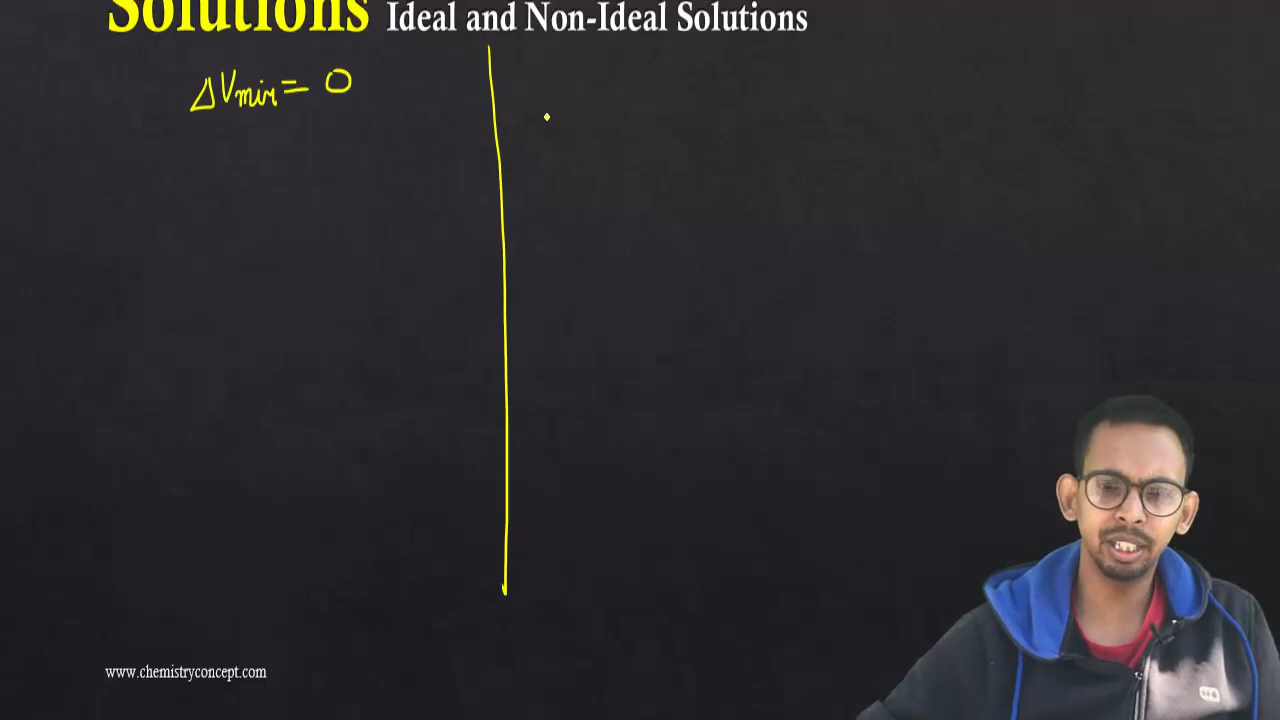 Solutions Ideal and Non-Ideal Solutions
ΔVmix = 0
www.chemistryconcept.com